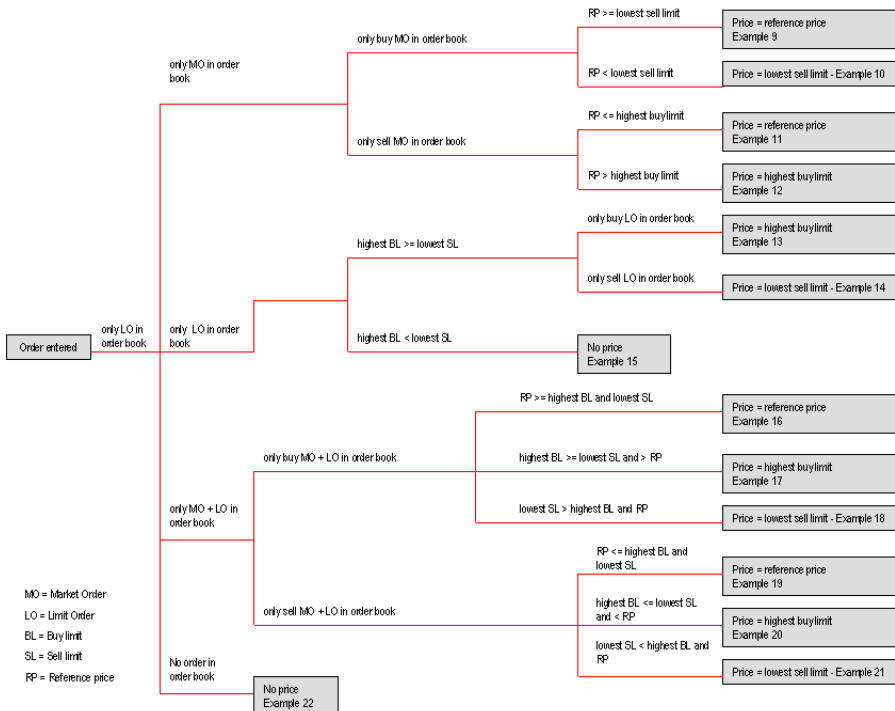 RP >= lowest sell limit
Price = reference price
Example 9
only buy MO in order book
only MO in order
book
RP < lowest sell limit
Price = lowest sell limit - Example 10
RP <= highest buy limit
Price = reference price
Example 11
only sell MO in order book
RP > highest buy limit
Price = highest buy limit
Example 12
only buy LO in order book
Price = highest buy limit
Example 13
highest BL >= lowest SL
only sell LO in order book
Price = lowest sell limit - Example 14
Order entered
only LO in
order book
only LO in order
book
highest BL < lowest SL
No price
Example 15
RP >= highest BL and lowest SL
Price = reference price
Example 16
only buy MO + LO in order book
highest BL >= lowest SL and > RP
Price = highest buy limit
Example 17
only MO + LO in
order book
lowest SL > highest BL and RP
Price = lowest sell limit - Example 18
RP <= highest BL and
lowest SL
Price = reference price
Example 19
only sell MO + LO in order book
highest BL <= lowest SL
and < RP
Price = highest buy limit
Example 20
lowest SL < highest BL and
RP
Price = lowest sell limit - Example 21
No order in
order book
No price
Example 22
MO = Market Order
LO = Limit Order
BL = Buy limit
SL = Sell limit
RP = Reference price